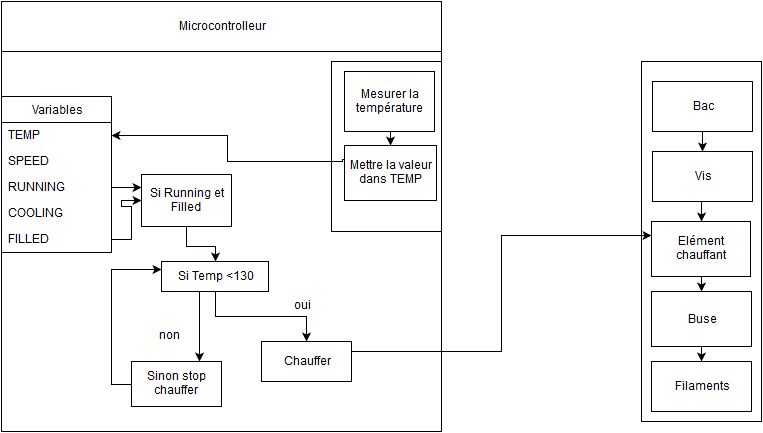 Microcontrolleur
Mesurer la
température
Mettre la valeur
dans TEMP
Variables
TEMP
SPEED
RUNNING
COOLING
FILLED
Si Running et
Filled
Si Temp <130
oui
non
Chauffer
Sinon stop
chauffer
Bac
Vis
Elément
chauffant
Buse
Filaments